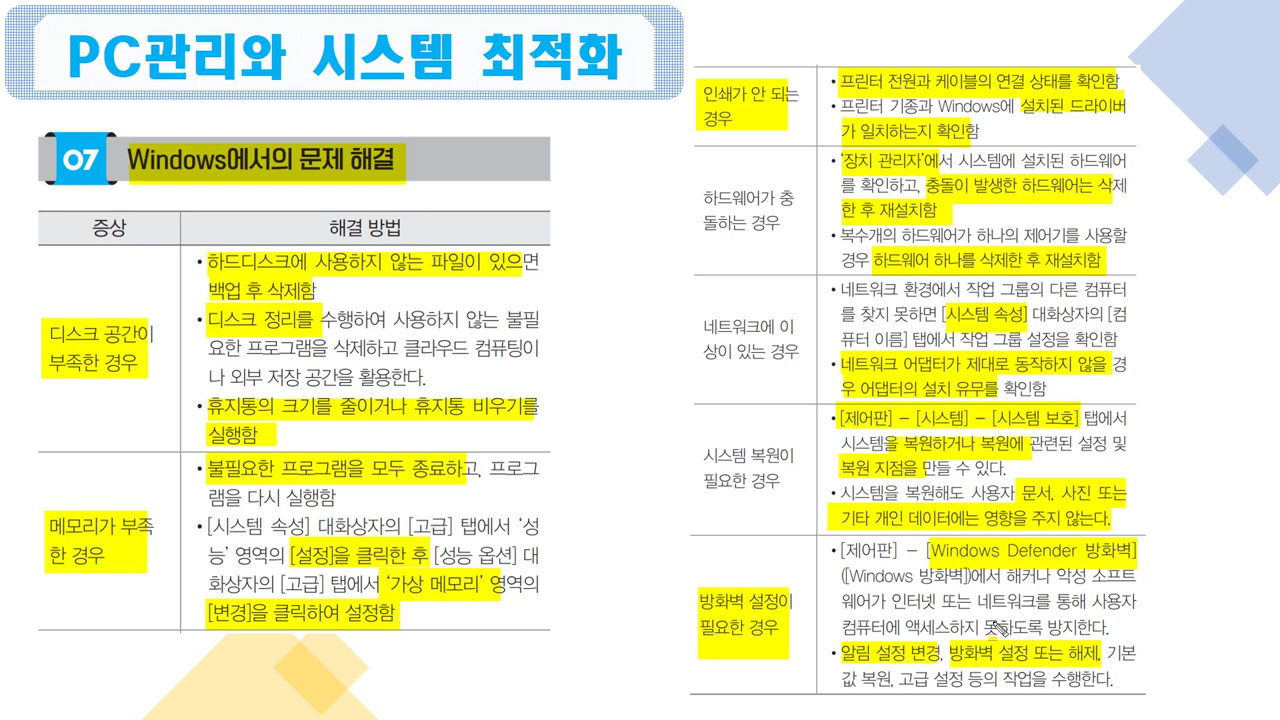 PC관리와 시스템 최적화
07 Windows에서의 문제 해결
증상 해결 방법
디스크 공간이
부족한 경우
• 하드디스크에 사용하지 않는 파일이 있으면
백업 후 삭제함
• 디스크 정리를 수행하여 사용하지 않는 불필
요한 프로그램을 삭제하고 클라우드 컴퓨팅이
나 외부 저장 공간을 활용한다.
• 휴지통의 크기를 줄이거나 휴지통 비우기를
실행함
메모리가 부족
한 경우
• 불필요한 프로그램을 모두 종료하고, 프로그
램을 다시 실행함
• [시스템 속성] 대화상자의 [고급] 탭에서 ‘성
능’ 영역의 [설정]을 클릭한 후 [성능 옵션] 대
화상자의 [고급] 탭에서 ‘가상 메모리’ 영역의
[변경]을 클릭하여 설정함
인쇄가 안 되는
경우
• 프린터 전원과 케이블의 연결 상태를 확인함
• 프린터 기종과 Windows에 설치된 드라이버
가 일치하는지 확인함
하드웨어가 충
돌하는 경우
• ‘장치 관리자’에서 시스템에 설치된 하드웨어
를 확인하고, 충돌이 발생한 하드웨어는 삭제
한 후 재설치함
• 복수개의 하드웨어가 하나의 제어기를 사용할
경우 하드웨어 하나를 삭제한 후 재설치함
네트워크에 이
상이 있는 경우
• 네트워크 환경에서 작업 그룹의 다른 컴퓨터
를 찾지 못하면 [시스템 속성] 대화상자의 [컴
퓨터 이름] 탭에서 작업 그룹 설정을 확인함
• 네트워크 어댑터가 제대로 동작하지 않을 경
우 어댑터의 설치 유무를 확인함
시스템 복원이
필요한 경우
• [제어판] – [시스템] – [시스템 보호] 탭에서
시스템을 복원하거나 복원에 관련된 설정 및
복원 지점을 만들 수 있다.
• 시스템을 복원해도 사용자 문서, 사진 또는
기타 개인 데이터에는 영향을 주지 않는다.
방화벽 설정이
필요한 경우
• [제어판] – [Windows Defender 방화벽]
([Windows 방화벽])에서 해커나 악성 소프트
웨어가 인터넷 또는 네트워크를 통해 사용자
컴퓨터에 액세스하지 못하도록 방지한다.
• 알림 설정 변경, 방화벽 설정 또는 해제, 기본
값 복원, 고급 설정 등의 작업을 수행한다.